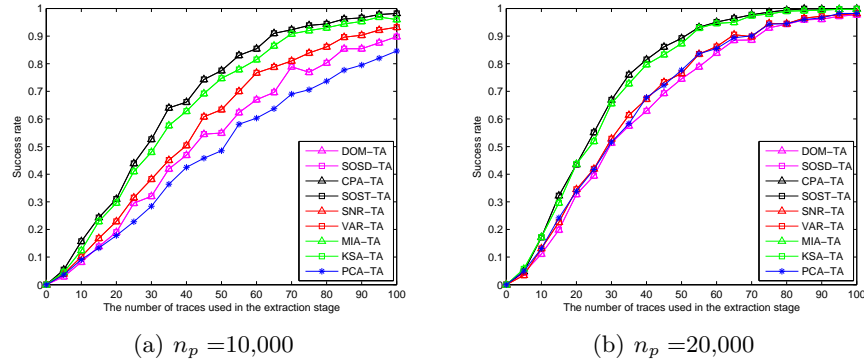 Success rate
1
0.9
0.8
0.7
0.6
0.5
0.4
0.3
0.2
0.1
0
0 10 20 30 40 50 60 70 80 90 100
The number of traces used in the extraction stage
DOM−TA
SOSD−TA
CPA−TA
SOST−TA
SNR−TA
VAR−TA
MIA−TA
KSA−TA
PCA−TA
(a) n_p =10,000
Success rate
1
0.9
0.8
0.7
0.6
0.5
0.4
0.3
0.2
0.1
0
0 10 20 30 40 50 60 70 80 90 100
The number of traces used in the extraction stage
DOM−TA
SOSD−TA
CPA−TA
SOST−TA
SNR−TA
VAR−TA
MIA−TA
KSA−TA
PCA−TA
(b) n_p =20,000